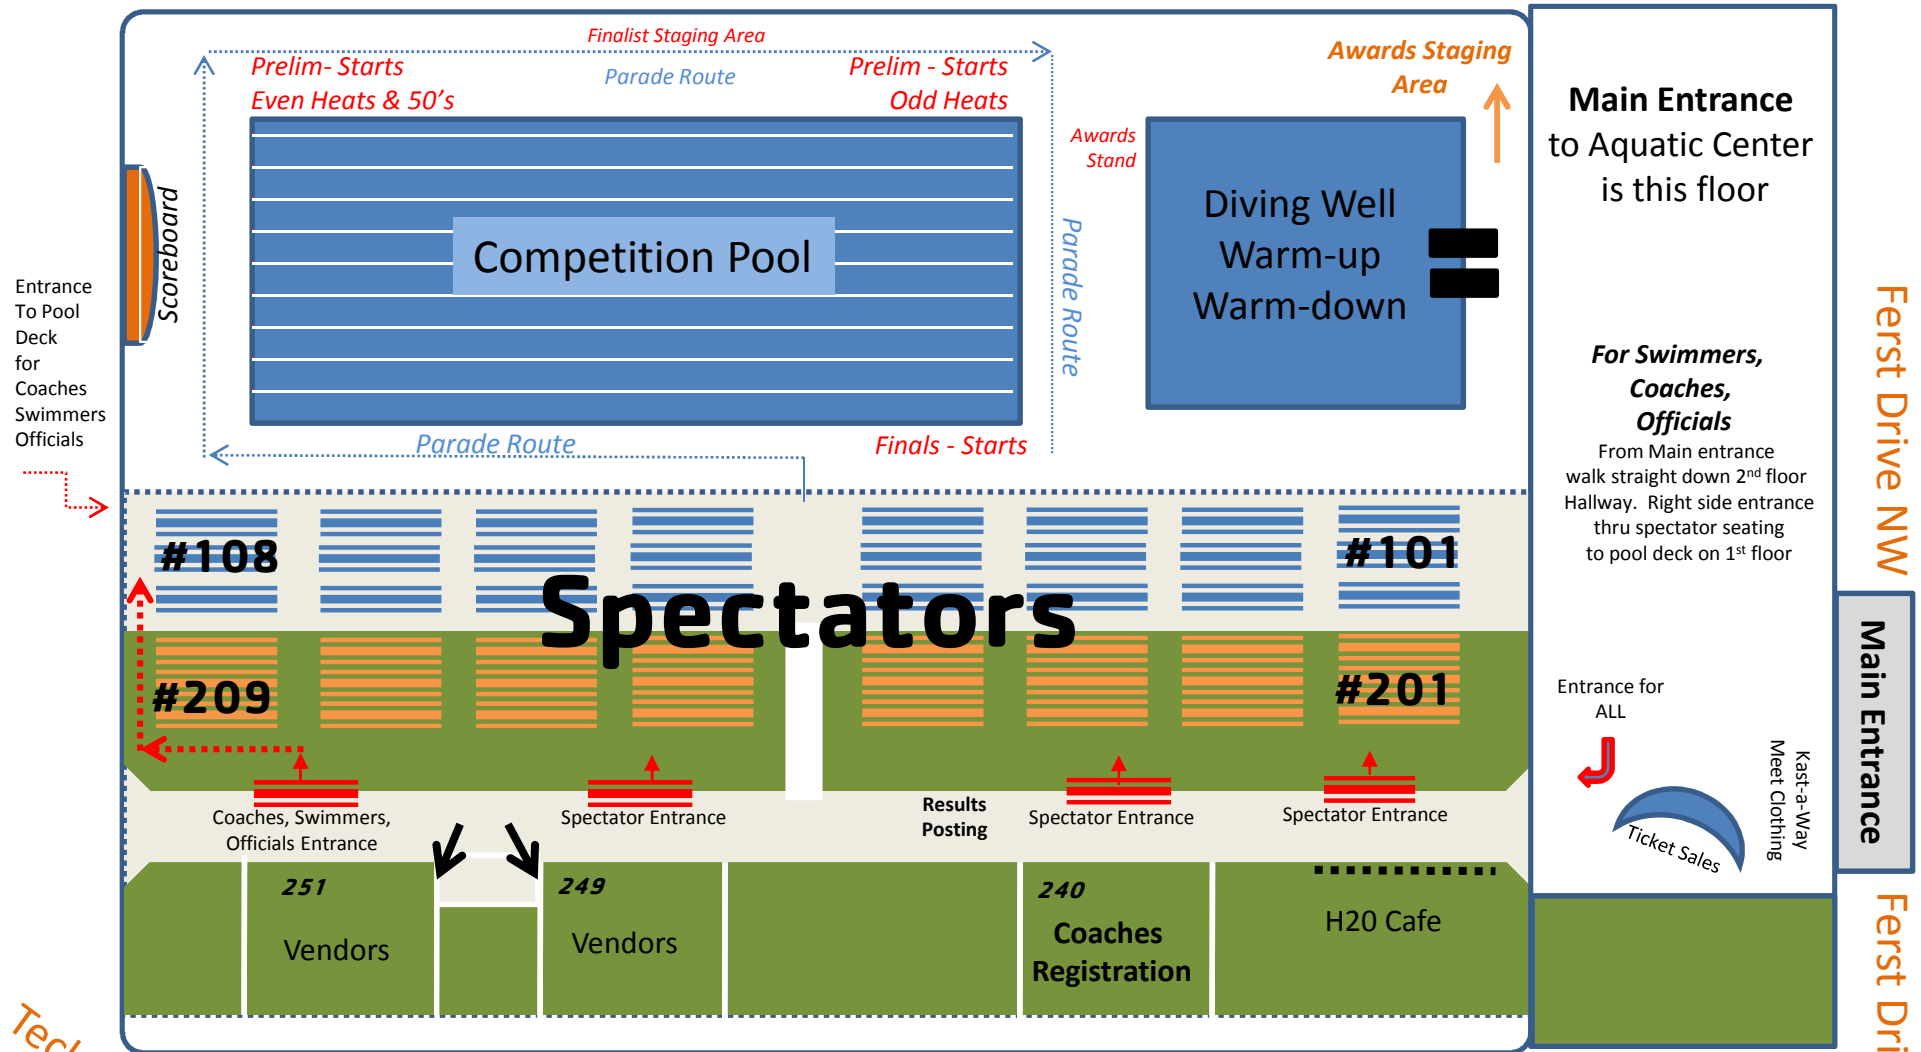 Finalist Staging Area
Prelim- Starts
Even Heats & 50's
Parade Route
Prelim - Starts
Odd Heats
Awards Staging
Area
Awards
Stand
Main Entrance
to Aquatic Center
is this floor
Scoreboard
Competition Pool
Diving Well
Warm-up
Warm-down
Parade Route
Entrance
To Pool
Deck
for
Coaches
Swimmers
Officials
Parade Route
Finals - Starts
For Swimmers,
Coaches,
Officials
From Main entrance
walk straight down 2nd floor
Hallway. Right side entrance
thru spectator seating
to pool deck on 1st floor
Ferst Drive NW
#108
#101
Spectators
#209
#201
Entrance for
ALL
Ticket Sales
Kast-a-Way
Meet Clothing
Main Entrance
Coaches, Swimmers,
Officials Entrance
Spectator Entrance
Results
Posting
Spectator Entrance
Spectator Entrance
251
Vendors
249
Vendors
240
Coaches
Registration
H20 Cafe
Ferst Dri
Tech